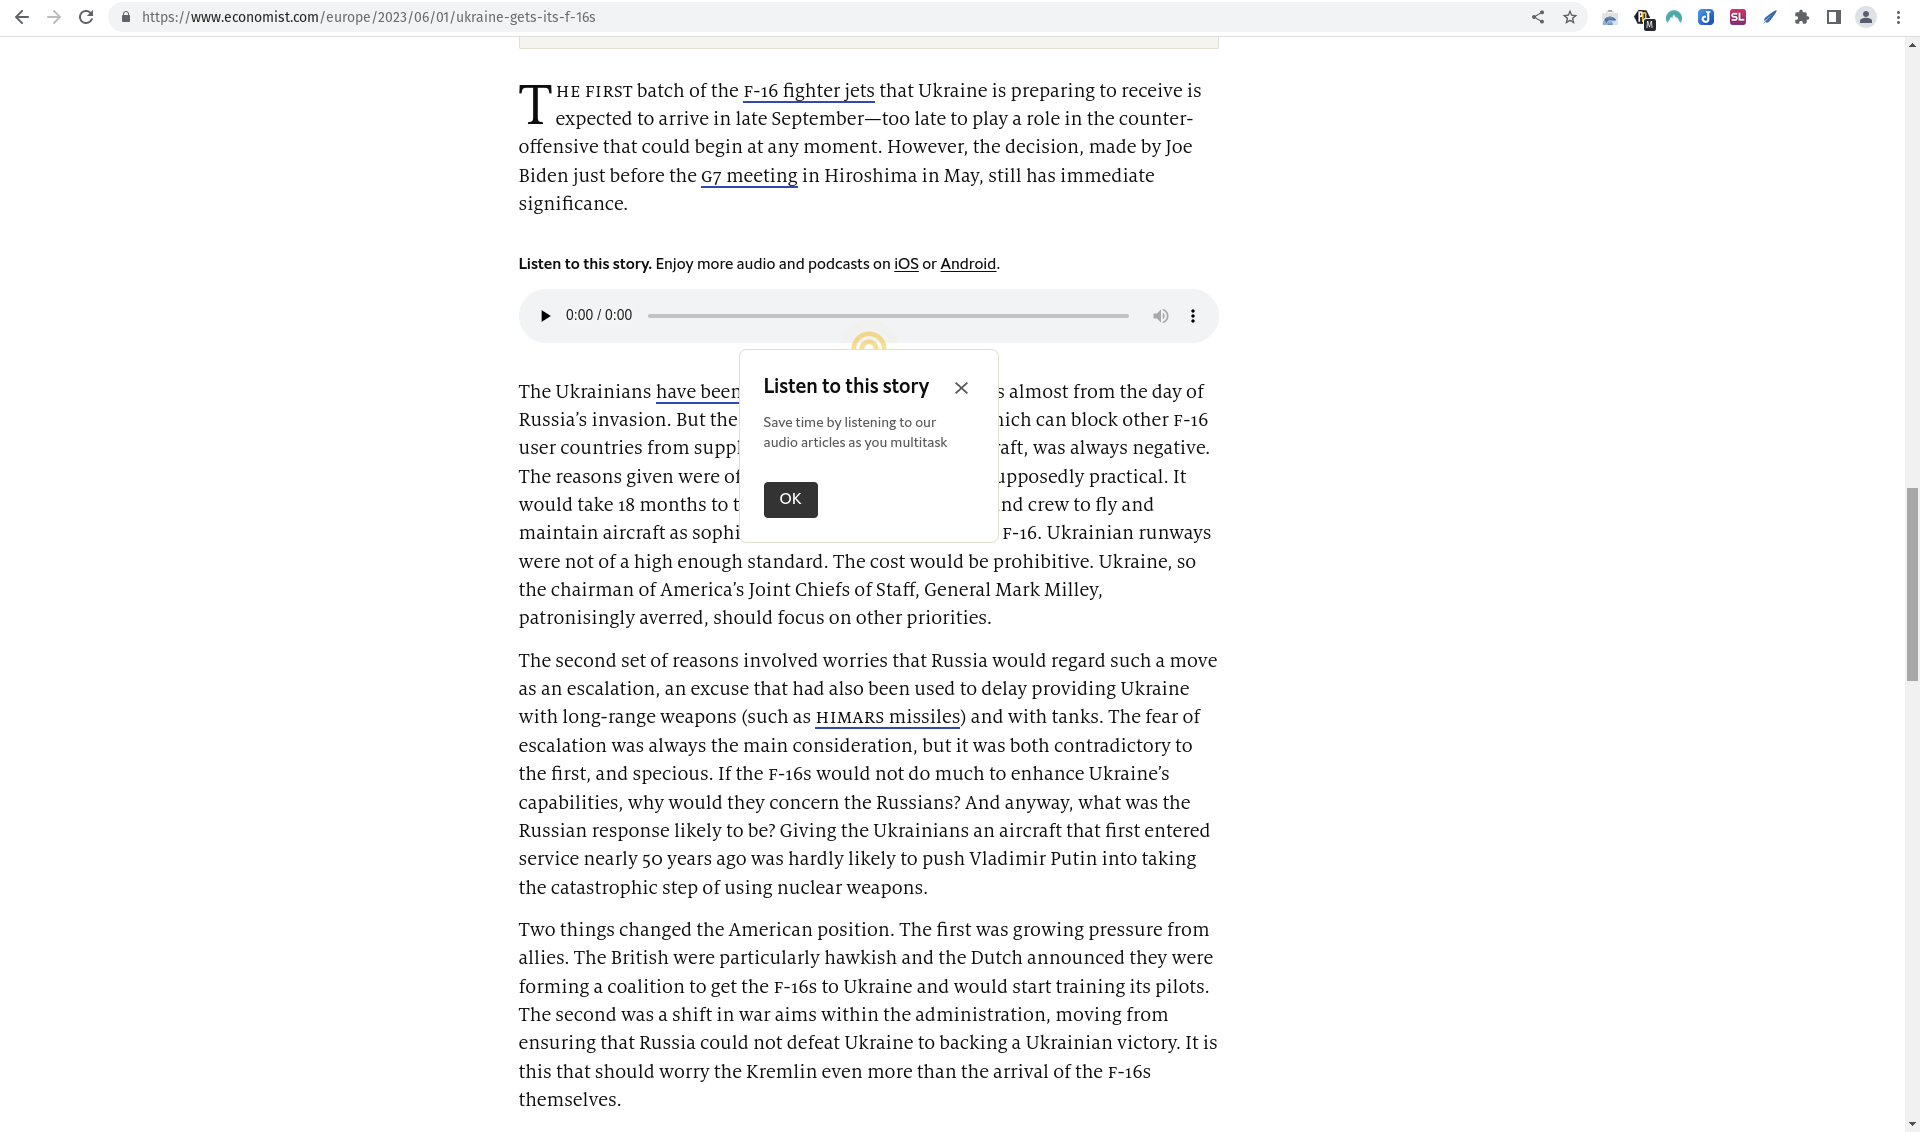 https://www.economist.com/europe/2023/06/01/ukraine-gets-its-f-16s
THE FIRST batch of the F-16 fighter jets that Ukraine is preparing to receive is
expected to arrive in late September—too late to play a role in the counter-
offensive that could begin at any moment. However, the decision, made by Joe
Biden just before the G7 meeting in Hiroshima in May, still has immediate
significance.
Listen to this story. Enjoy more audio and podcasts on iOS or Android.
0:00 / 0:00
Listen to this story
Save time by listening to our
audio articles as you multitask
OK
The Ukrainians have been s almost from the day of
Russia’s invasion. But the hich can block other F-16
user countries from suppl raft, was always negative.
The reasons given were of upposedly practical. It
would take 18 months to t nd crew to fly and
maintain aircraft as sophi F-16. Ukrainian runways
were not of a high enough standard. The cost would be prohibitive. Ukraine, so
the chairman of America’s Joint Chiefs of Staff, General Mark Milley,
patronisingly averred, should focus on other priorities.
The second set of reasons involved worries that Russia would regard such a move
as an escalation, an excuse that had also been used to delay providing Ukraine
with long-range weapons (such as HIMARS missiles) and with tanks. The fear of
escalation was always the main consideration, but it was both contradictory to
the first, and specious. If the F-16s would not do much to enhance Ukraine’s
capabilities, why would they concern the Russians? And anyway, what was the
Russian response likely to be? Giving the Ukrainians an aircraft that first entered
service nearly 50 years ago was hardly likely to push Vladimir Putin into taking
the catastrophic step of using nuclear weapons.
Two things changed the American position. The first was growing pressure from
allies. The British were particularly hawkish and the Dutch announced they were
forming a coalition to get the F-16s to Ukraine and would start training its pilots.
The second was a shift in war aims within the administration, moving from
ensuring that Russia could not defeat Ukraine to backing a Ukrainian victory. It is
this that should worry the Kremlin even more than the arrival of the F-16s
themselves.